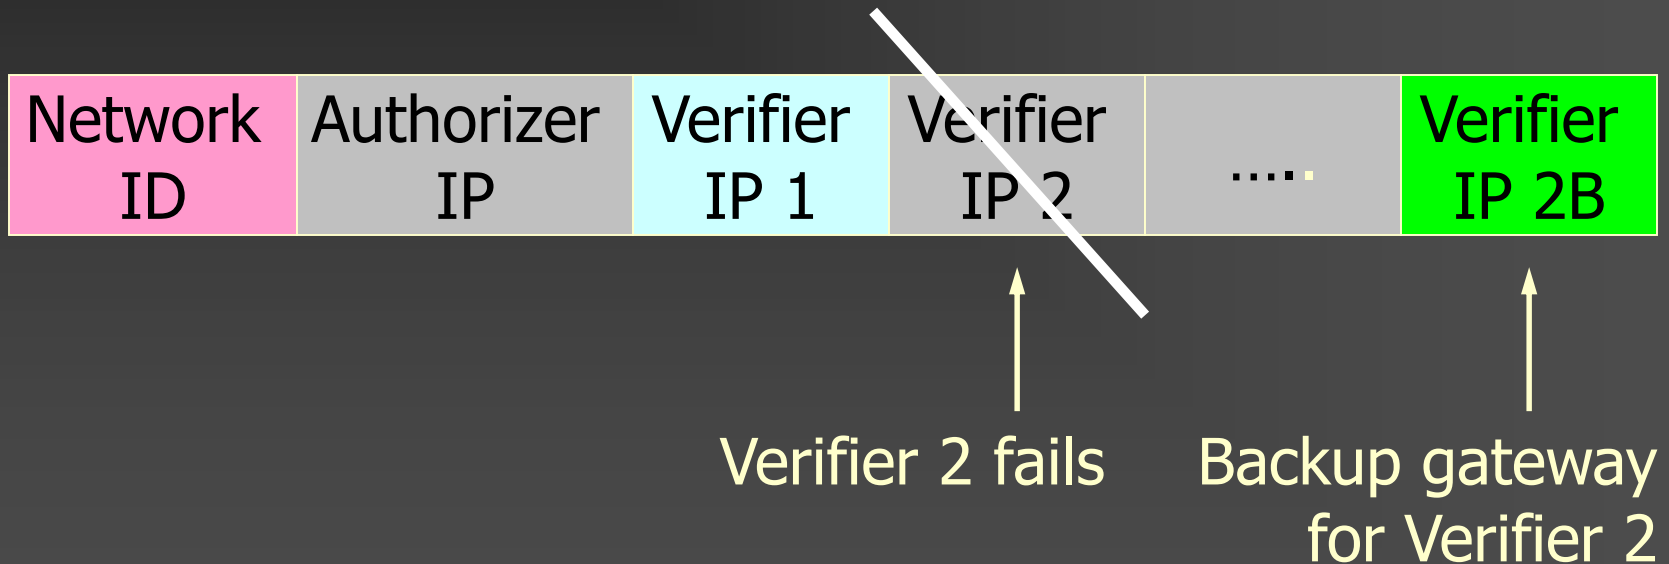 Network
ID
Authorizer
IP
Verifier
IP 1
Verifier
IP 2
.....
Verifier
IP 2B
Verifier 2 fails
Backup gateway
for Verifier 2